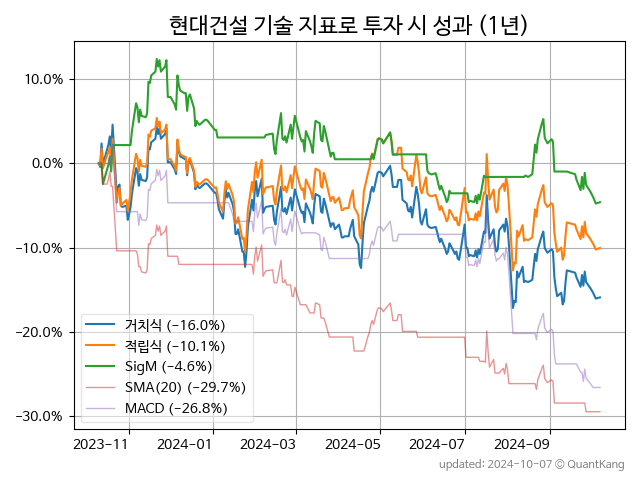 현대건설 기술 지표로 투자 시 성과 (1년)
10.0%
0.0%
−10.0%
−20.0%
−30.0%
거치식 (−16.0%)
적립식 (−10.1%)
SigM (−4.6%)
SMA(20) (−29.7%)
MACD (−26.8%)
2023−11 2024−01 2024−03 2024−05 2024−07 2024−09
updated: 2024-10-07 © QuantKang